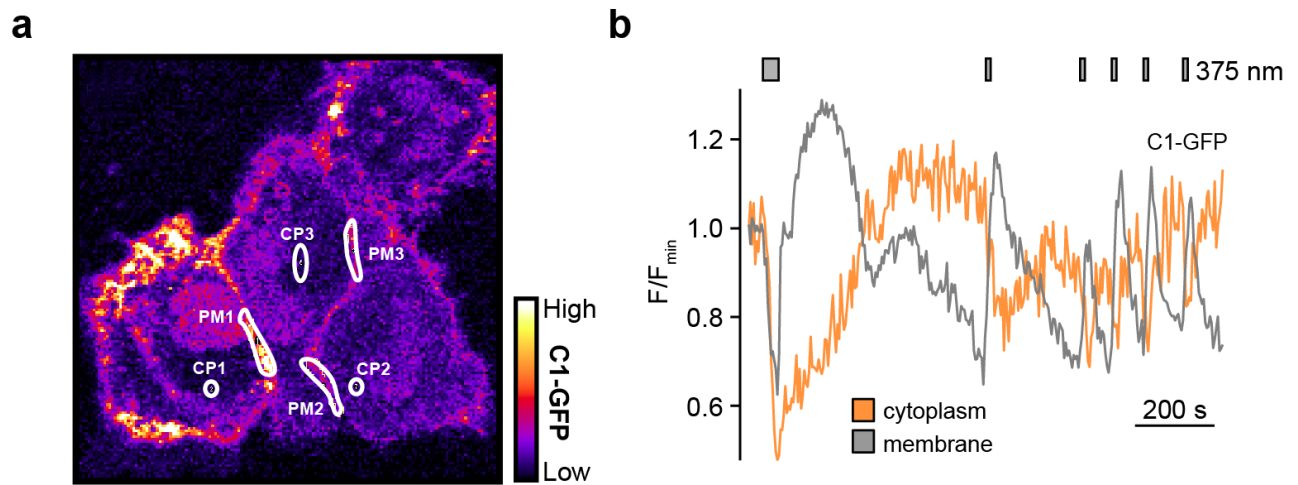 a
CP3
PM3
PM1
CP1
CP2
PM2
High
C1-GFP
Low
b
375 nm
1.2
1.0
0.8
0.6
F/Fmin
C1-GFP
cytoplasm
membrane
200 s